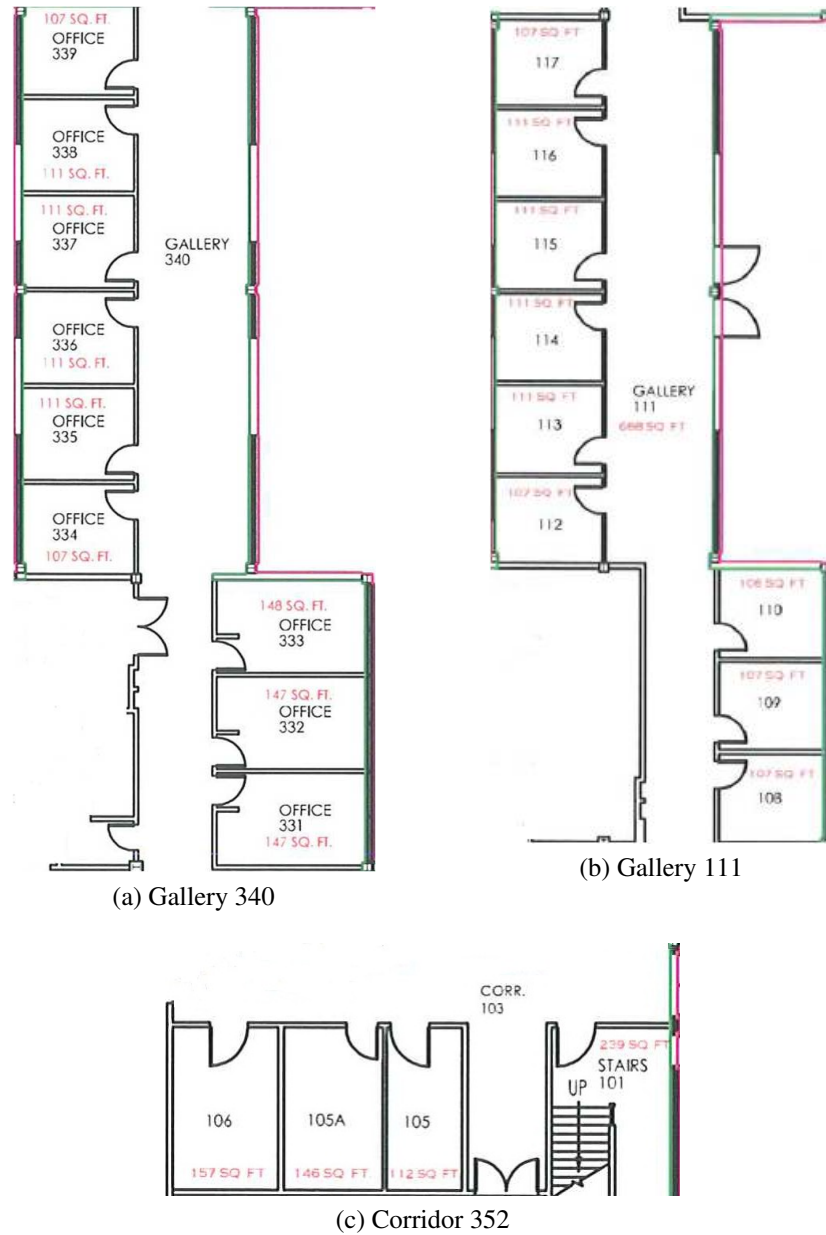 107 SQ. FT.
OFFICE
339
OFFICE
338
111 SQ. FT.
111 SQ. FT.
OFFICE
337
GALLERY
340
OFFICE
336
111 SQ. FT.
111 SQ. FT.
OFFICE
335
OFFICE
334
107 SQ. FT.
148 SQ. FT.
OFFICE
333
147 SQ. FT.
OFFICE
332
OFFICE
331
147 SQ. FT.
(a) Gallery 340
107 SQ FT
117
111 SQ FT
116
111 SQ FT
115
111 SQ FT
114
111 SQ FT
113
GALLERY
111
SQ FT
107 SQ FT
112
SQ FT
110
107 SQ FT
109
107 SQ FT
108
(b) Gallery 111
CORR.
103
239 SQ FT
STAIRS
101
UP
106
105A
105
157 SQ FT
146 SQ FT
112 SQ FT
(c) Corridor 352